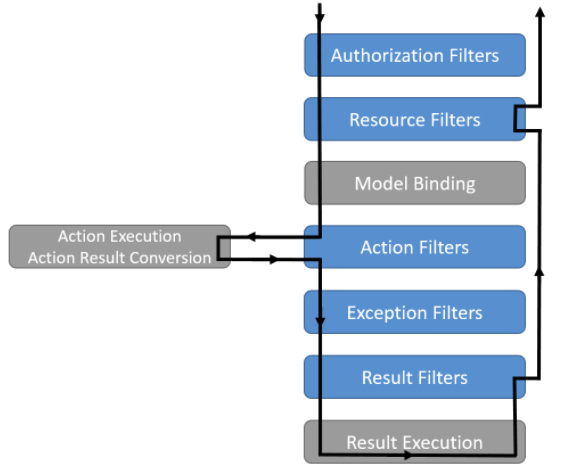 Authorization Filters
Resource Filters
Model Binding
Action Execution
Action Result Conversion
Action Filters
Exception Filters
Result Filters
Result Execution